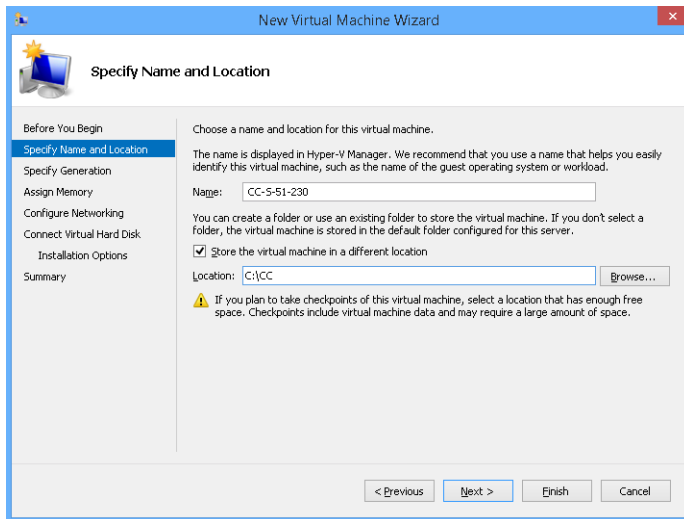 New Virtual Machine Wizard
Specify Name and Location
Before You Begin
Specify Name and Location
Specify Generation
Assign Memory
Configure Networking
Connect Virtual Hard Disk
Installation Options
Summary
Choose a name and location for this virtual machine.
The name is displayed in Hyper-V Manager. We recommend that you use a name that helps you easily
identify this virtual machine, such as the name of the guest operating system or workload.
Name: CC-S-51-230
You can create a folder or use an existing folder to store the virtual machine. If you don't select a
folder, the virtual machine is stored in the default folder configured for this server.
Store the virtual machine in a different location
Location: C:\CC Browse...
If you plan to take checkpoints of this virtual machine, select a location that has enough free
space. Checkpoints include virtual machine data and may require a large amount of space.
< Previous Next > Finish Cancel